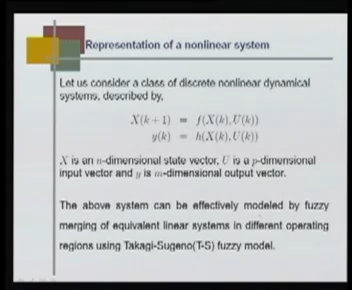 Representation of a nonlinear system
Let us consider a class of discrete nonlinear dynamical
systems, described by,
X(k+1) = f(X(k), U(k))
y(k) = h(X(k), U(k))
X is an n-dimensional state vector, U is a p-dimensional
input vector and y is m-dimensional output vector.
The above system can be effectively modeled by fuzzy
merging of equivalent linear systems in different operating
regions using Takagi-Sugeno(T-S) fuzzy model.